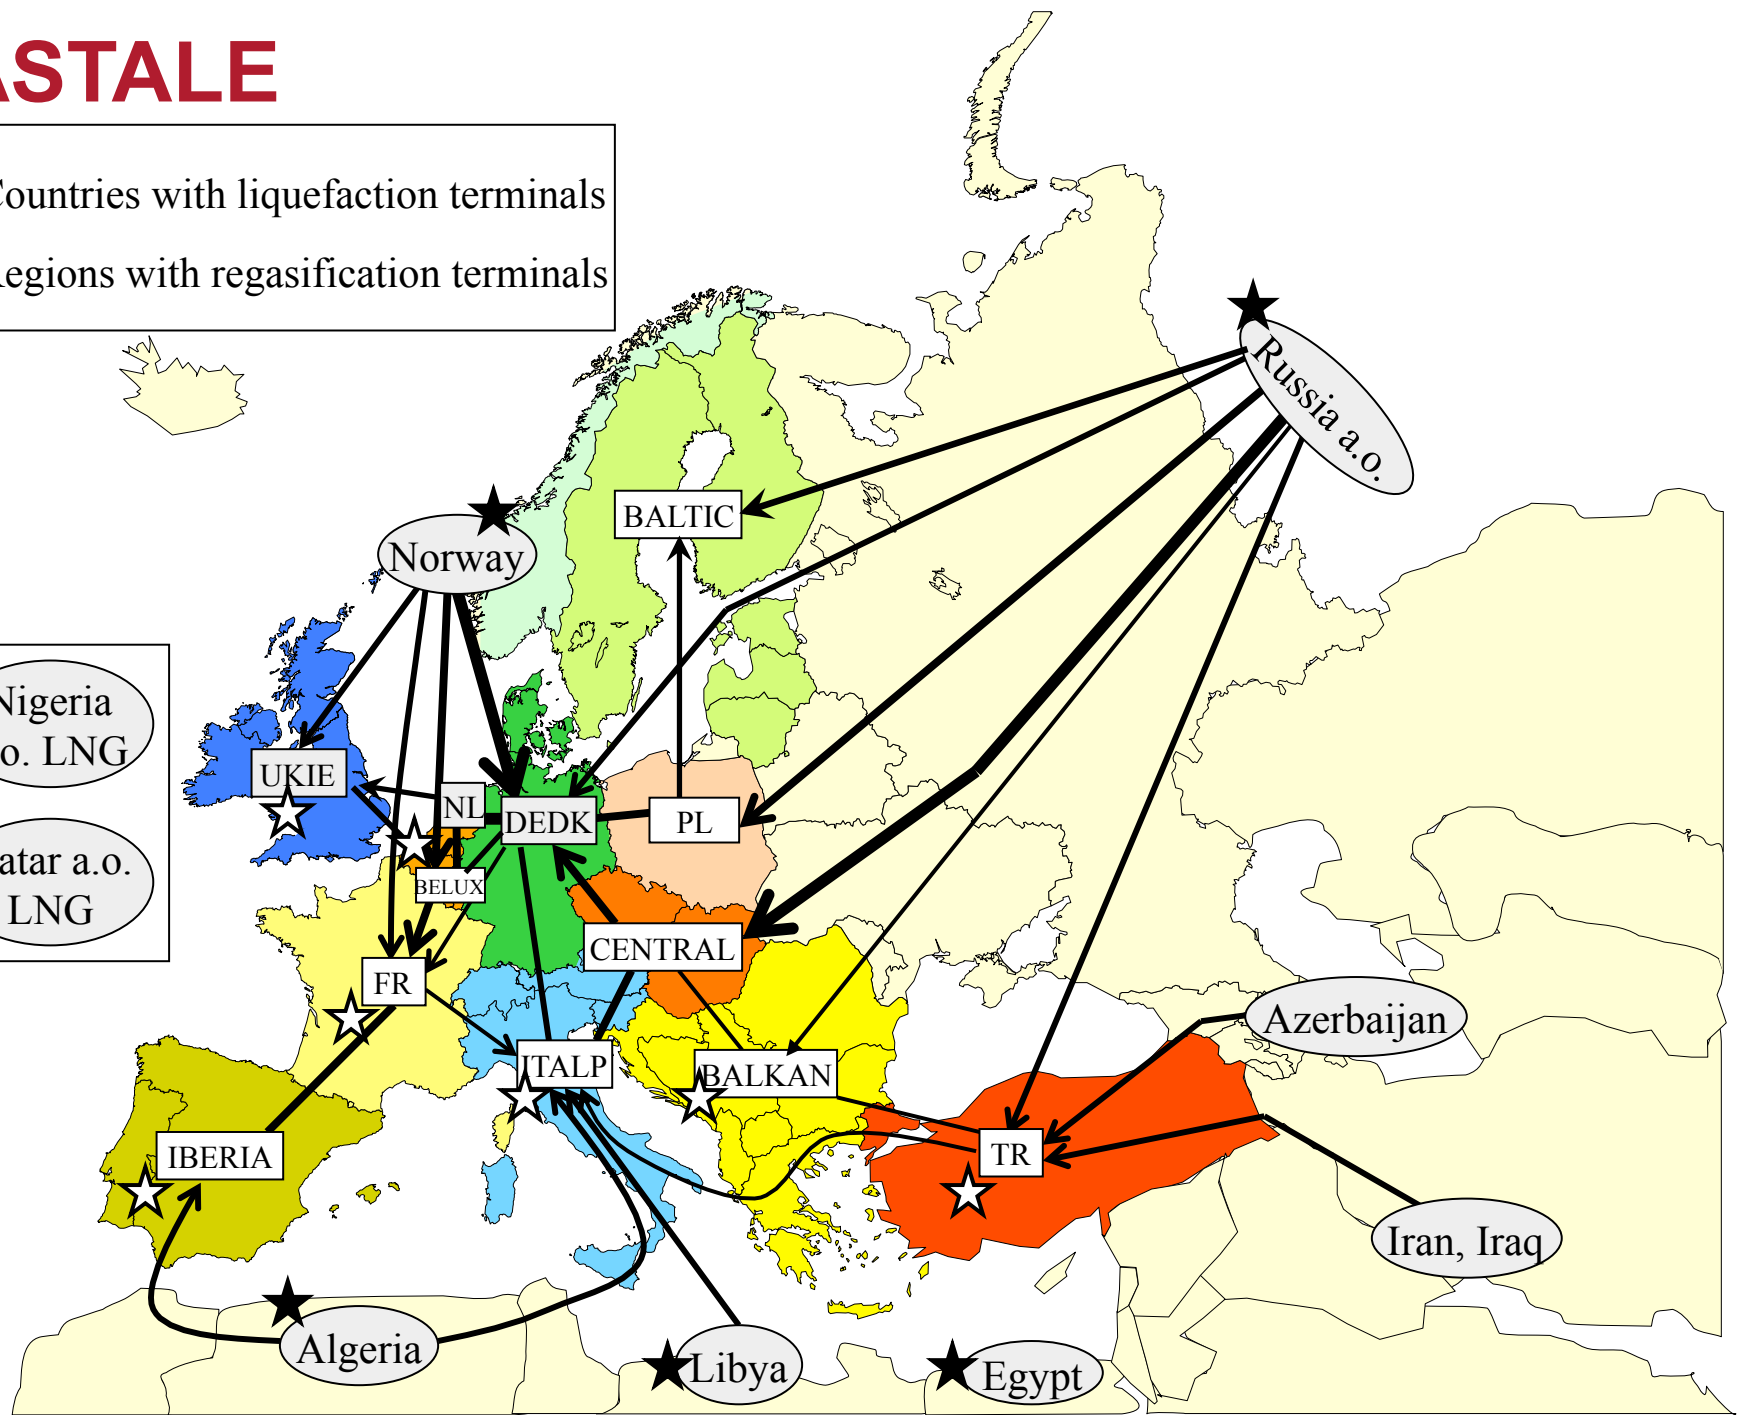 ASTALE
Countries with liquefaction terminals
Regions with regasification terminals
Russia a.o.
BALTIC
Norway
Nigeria
.o. LNG
UKIE
NL
DEDK
PL
atar a.o.
LNG
BELUX
CENTRAL
FR
Azerbaijan
ITALP
BALKAN
IBERIA
TR
Iran, Iraq
Algeria
Libya
Egypt